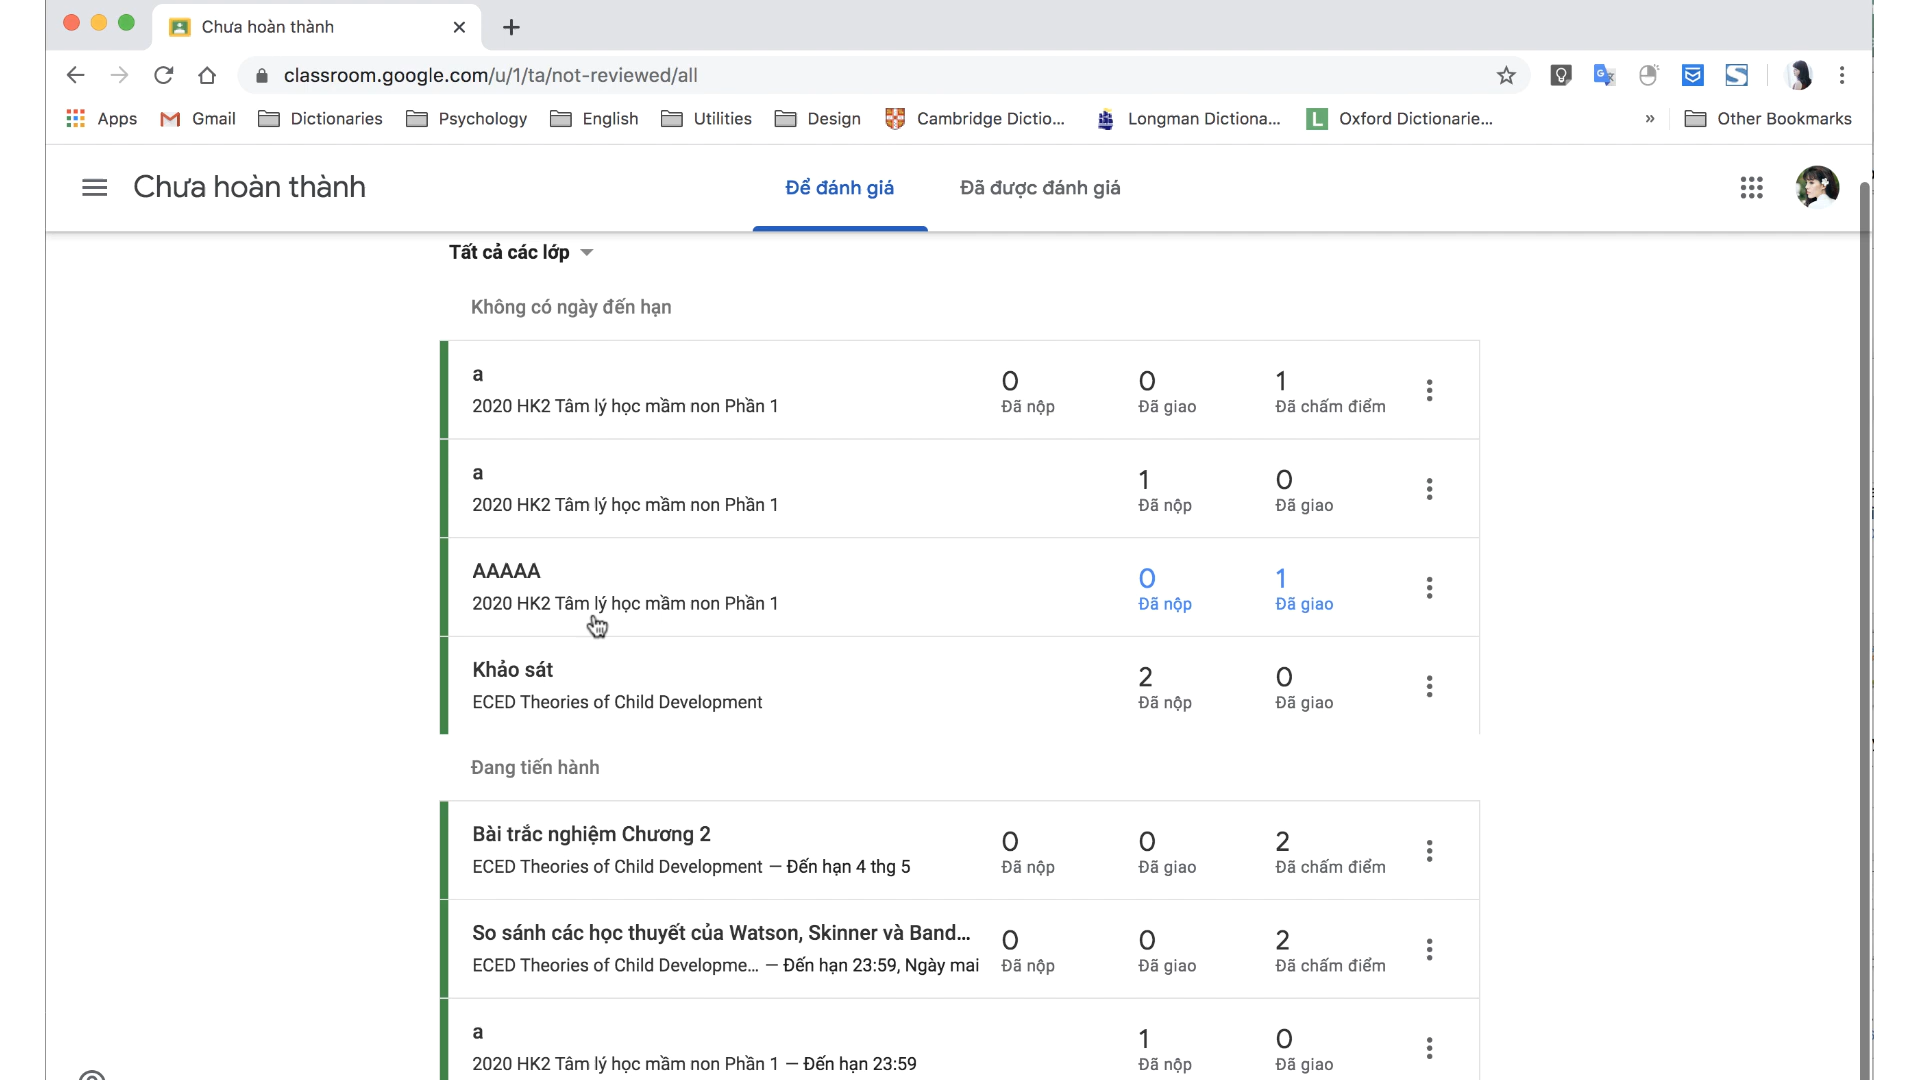 Chưa hoàn thành
classroom.google.com/u/1/ta/not-reviewed/all
Apps Gmail Dictionaries Psychology English Utilities Design Cambridge Dictio... Longman Dictiona... Oxford Dictionarie... » Other Bookmarks
Chưa hoàn thành Để đánh giá Đã được đánh giá
Tất cả các lớp
Không có ngày đến hạn
a
2020 HK2 Tâm lý học mầm non Phần 1
0 0 1
Đã nộp Đã giao Đã chấm điểm
a
2020 HK2 Tâm lý học mầm non Phần 1
1 0
Đã nộp Đã giao
AAAAA
2020 HK2 Tâm lý học mầm non Phần 1
0 1
Đã nộp Đã giao
Khảo sát
ECED Theories of Child Development
2 0
Đã nộp Đã giao
Đang tiến hành
Bài trắc nghiệm Chương 2
ECED Theories of Child Development — Đến hạn 4 thg 5
0 0 2
Đã nộp Đã giao Đã chấm điểm
So sánh các học thuyết của Watson, Skinner và Band...
ECED Theories of Child Developme... — Đến hạn 23:59, Ngày mai
0 0 2
Đã nộp Đã giao Đã chấm điểm
a
2020 HK2 Tâm lý học mầm non Phần 1 — Đến hạn 23:59
1 0
Đã nộp Đã giao